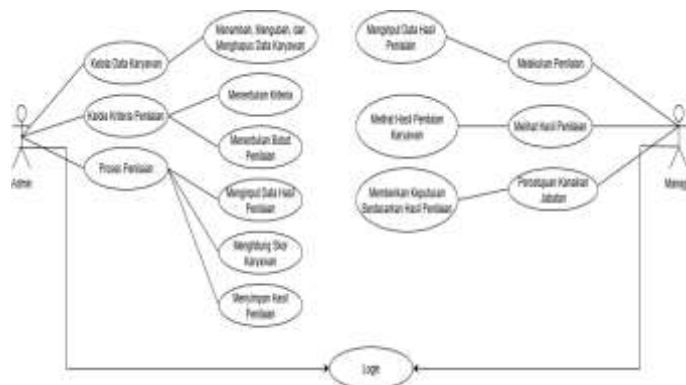 Menambah, Mengubah, dan
Menghapus Data Karyawan
Kelola Data Karyawan
Menentukan Kriteria
Kelola Kriteria Penilaian
Menentukan Bobot
Penilaian
Proses Penilaian
Menginput Data Hasil
Penilaian
Menghitung Skor
Karyawan
Menyimpan Hasil
Penilaian
Admin
Menginput Data Hasil
Penilaian
Melakukan Penilaian
Melihat Hasil Penilaian
Karyawan
Melihat Hasil Penilaian
Memberikan Keputusan
Berdasarkan Hasil Penilaian
Persetujuan Kenaikan
Jabatan
Manag
Login